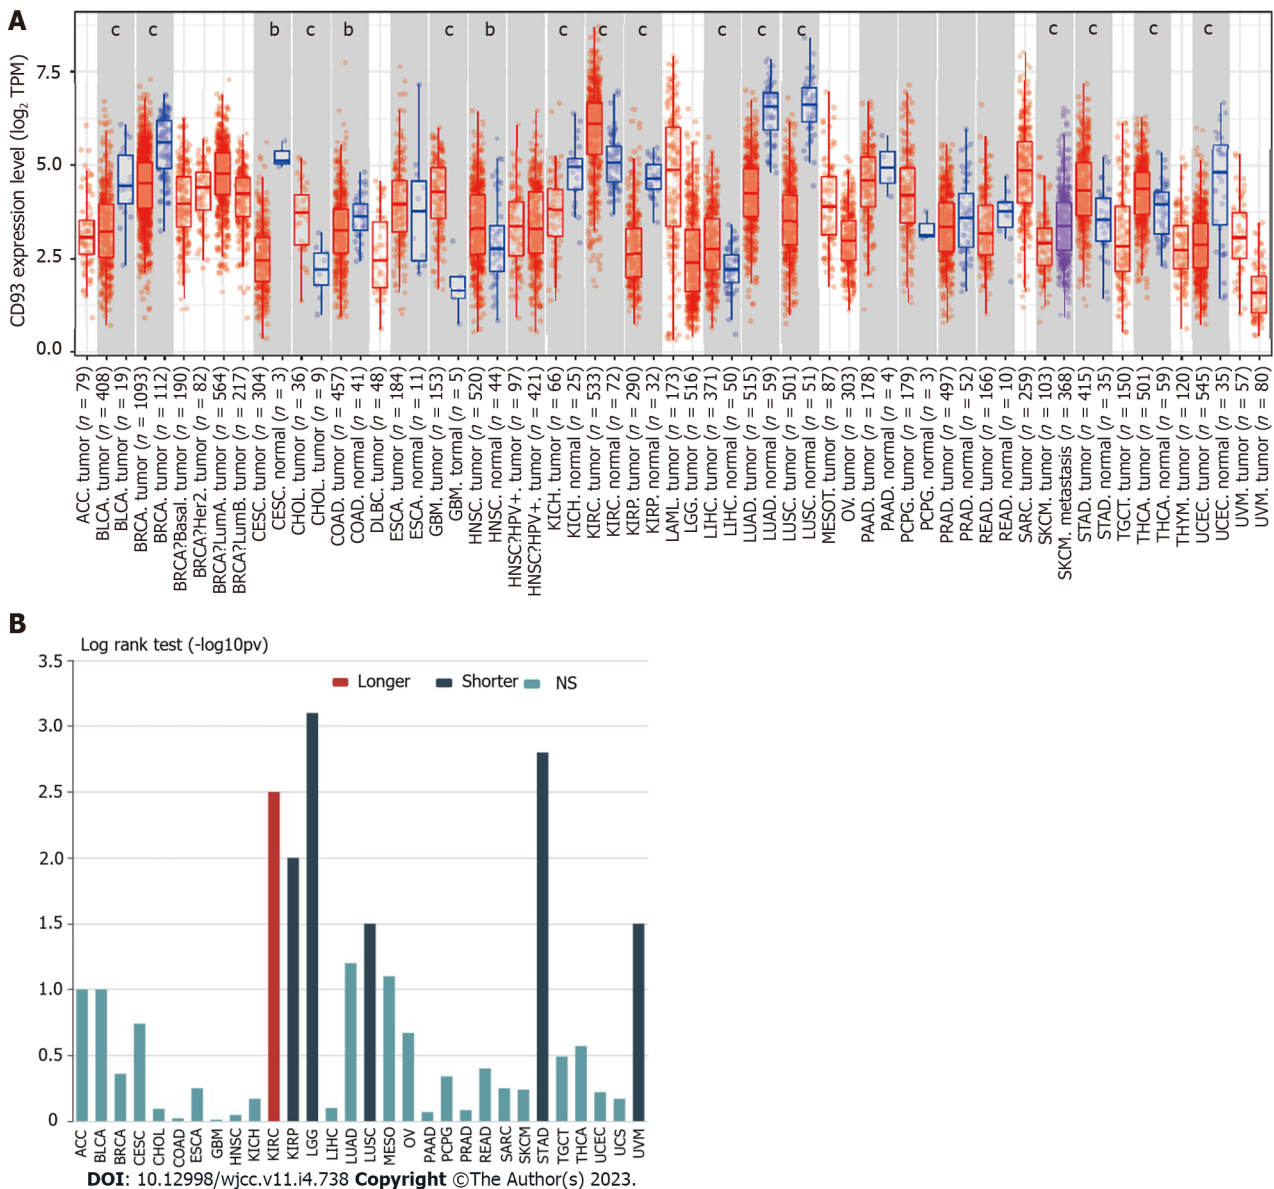 A
c c b c b c b c c c c c c c c c c
CD93 expression level (log2 TPM)
7.5
5.0
2.5
0.0
ACC. tumor (n = 79)
BLCA. tumor (n = 408)
BLCA. tumor (n = 19)
BRCA. tumor (n = 1093)
BRCA. tumor (n = 112)
BRCA?Basal. tumor (n = 190)
BRCA?Her2. tumor (n = 82)
BRCA?LumA. tumor (n = 564)
BRCA?LumB. tumor (n = 217)
CESC. tumor (n = 304)
CESC. normal (n = 3)
CHOL. tumor (n = 36)
CHOL. tumor (n = 9)
COAD. tumor (n = 457)
COAD. normal (n = 41)
DLBC. tumor (n = 48)
ESCA. tumor (n = 184)
ESCA. normal (n = 11)
GBM. tumor (n = 153)
GBM. tormal (n = 5)
HNSC. tumor (n = 520)
HNSC. normal (n = 44)
HNSC?HPV+. tumor (n = 97)
HNSC?HPV+. tumor (n = 421)
KICH. tumor (n = 66)
KICH. normal (n = 25)
KIRC. tumor (n = 533)
KIRC. normal (n = 72)
KIRP. tumor (n = 290)
KIRP. normal (n = 32)
LAML. tumor (n = 173)
LGG. tumor (n = 516)
LIHC. tumor (n = 371)
LIHC. normal (n = 50)
LUAD. tumor (n = 515)
LUAD. normal (n = 59)
LUSC. tumor (n = 501)
LUSC. normal (n = 51)
MESOT. tumor (n = 87)
OV. tumor (n = 303)
PAAD. tumor (n = 178)
PAAD. normal (n = 4)
PCPG. tumor (n = 179)
PCPG. normal (n = 3)
PRAD. tumor (n = 497)
PRAD. normal (n = 52)
READ. tumor (n = 166)
READ. normal (n = 10)
SARC. tumor (n = 259)
SKCM. tumor (n = 103)
SKCM. metastasis (n = 368)
STAD. tumor (n = 415)
STAD. normal (n = 35)
TGCT. tumor (n = 150)
THCA. tumor (n = 501)
THCA. normal (n = 59)
THYM. tumor (n = 120)
UCEC. tumor (n = 545)
UCEC. normal (n = 35)
UVM. tumor (n = 57)
UVM. tumor (n = 80)
B
Log rank test (-log10pv)
3.5
Longer Shorter NS
3.0
2.5
2.0
1.5
1.0
0.5
0
ACC
BLCA
BRCA
CESC
CHOL
COAD
ESCA
GBM
HNSC
KICH
KIRC
KIRP
LGG
LIHC
LUAD
LUSC
MESO
OV
PAAD
PCPG
PRAD
READ
SARC
SKCM
STAD
TGCT
THCA
UCEC
UCS
UVM
DOI: 10.12998/wjcc.v11.i4.738 Copyright ©The Author(s) 2023.